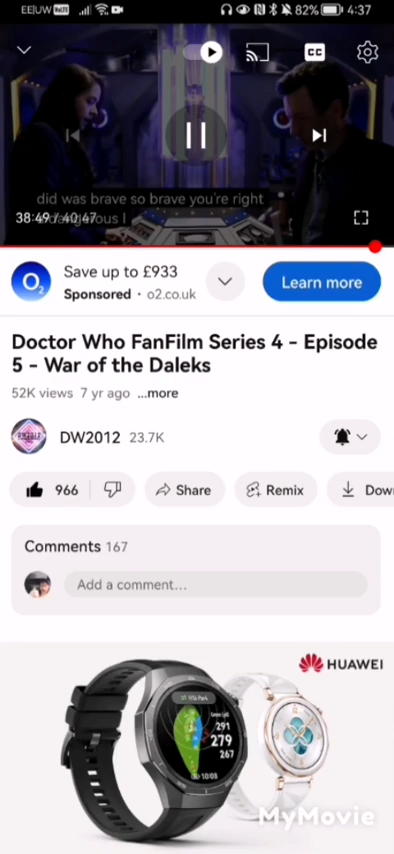 EE|UW VoLTE 82% 4:37
CC
did was brave so brave you're right
38:49 / 40:47
O2
Save up to £933
Sponsored · o2.co.uk
Learn more
Doctor Who FanFilm Series 4 - Episode
5 - War of the Daleks
52K views 7 yr ago ...more
DW2012 23.7K
966 Share Remix Dow
Comments 167
Add a comment...
HUAWEI
291
279
267
10/08
MyMovie